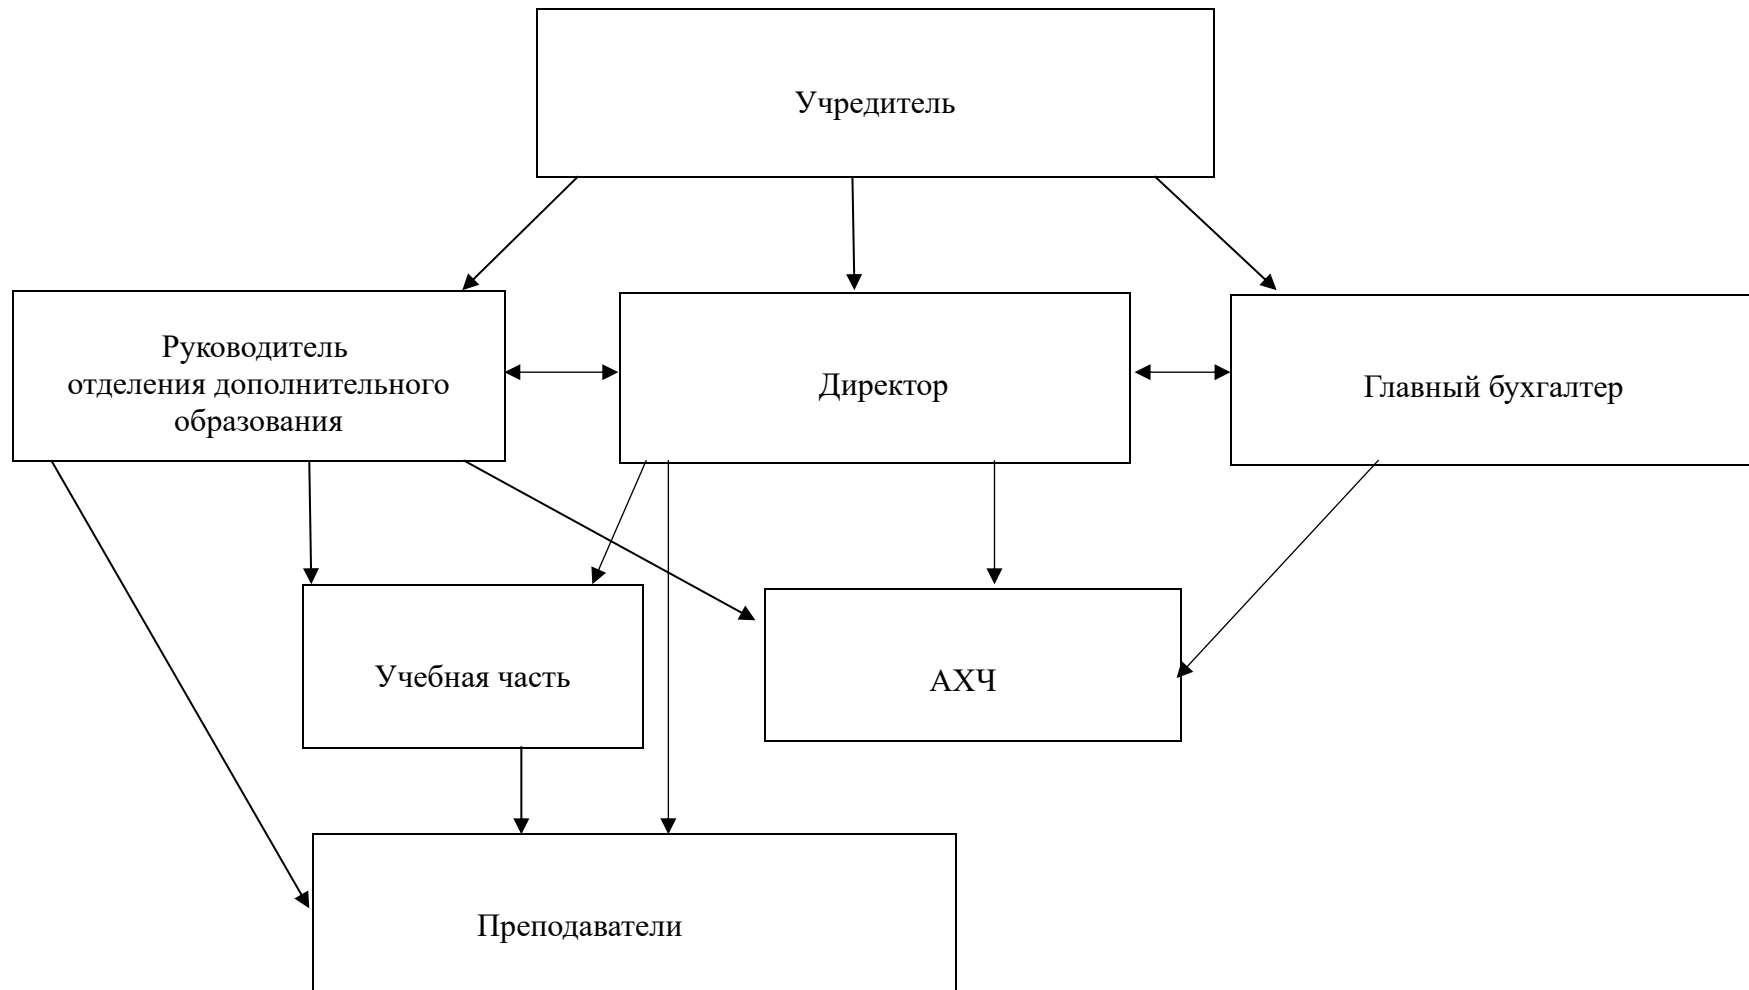 Учредитель
Руководитель
отделения дополнительного
образования
Директор
Главный бухгалтер
Учебная часть
АХЧ
Преподаватели